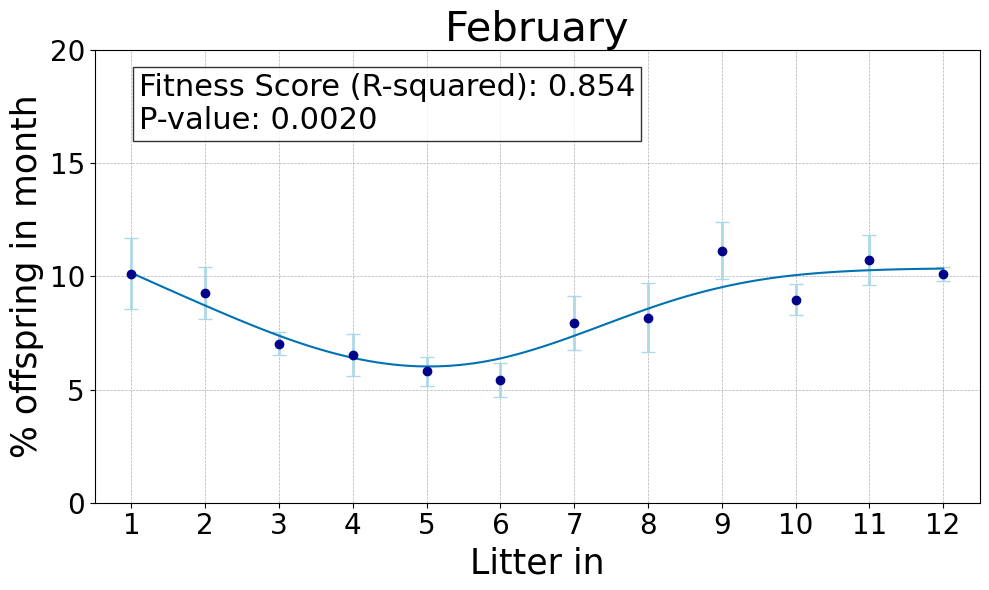 February
Fitness Score (R-squared): 0.854
P-value: 0.0020
% offspring in month
20
15
10
5
0
1 2 3 4 5 6 7 8 9 10 11 12
Litter in